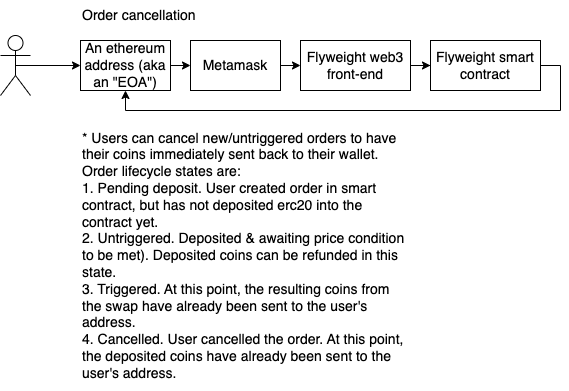 Order cancellation
An ethereum
address (aka
an "EOA")
Metamask
Flyweight web3
front-end
Flyweight smart
contract
* Users can cancel new/untriggered orders to have
their coins immediately sent back to their wallet.
Order lifecycle states are:
1. Pending deposit. User created order in smart
contract, but has not deposited erc20 into the
contract yet.
2. Untriggered. Deposited & awaiting price condition
to be met). Deposited coins can be refunded in this
state.
3. Triggered. At this point, the resulting coins from
the swap have already been sent to the user's
address.
4. Cancelled. User cancelled the order. At this point,
the deposited coins have already been sent to the
user's address.